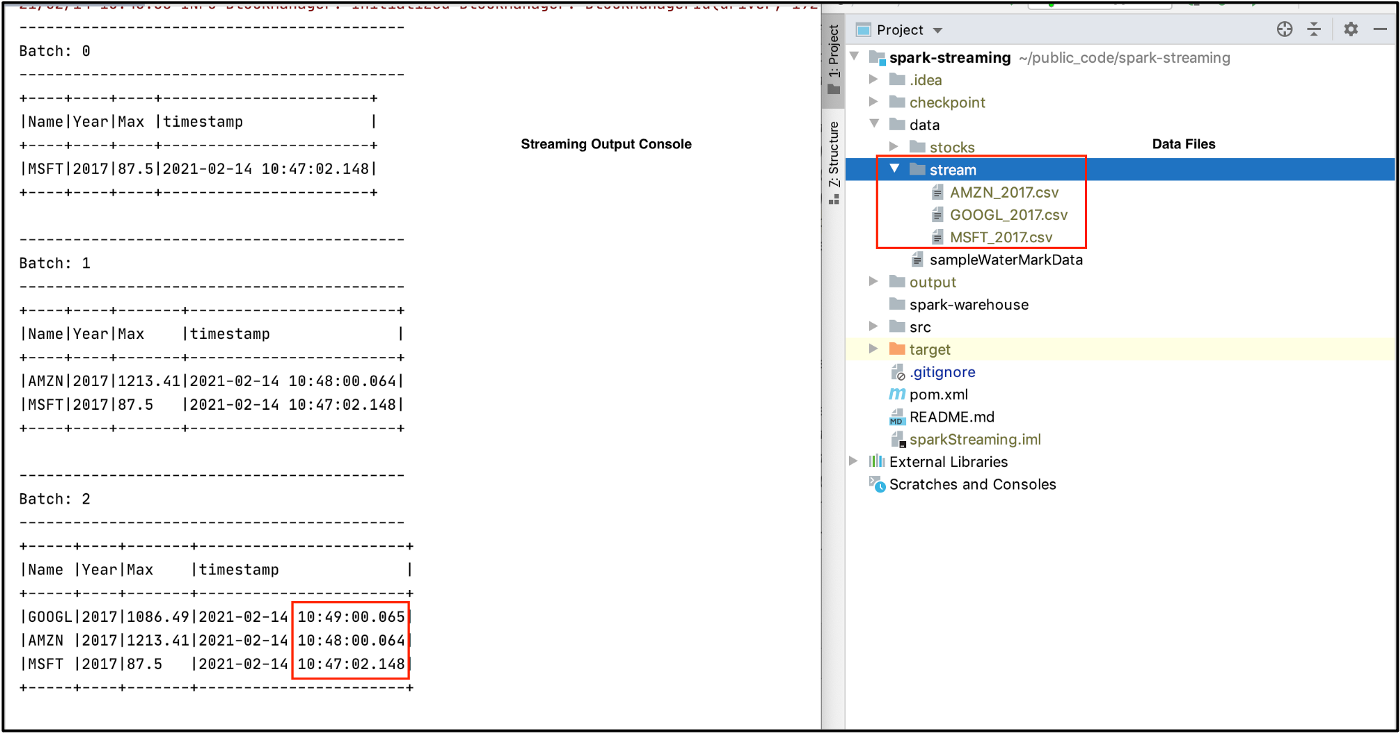 ------------------------------------
Batch: 0
------------------------------------
+----+----+----+-----------------------+
|Name|Year|Max |timestamp              |
+----+----+----+-----------------------+
|MSFT|2017|87.5|2021-02-14 10:47:02.148|
+----+----+----+-----------------------+
------------------------------------
Batch: 1
------------------------------------
+----+----+-------+-----------------------+
|Name|Year|Max    |timestamp              |
+----+----+-------+-----------------------+
|AMZN|2017|1213.41|2021-02-14 10:48:00.064|
|MSFT|2017|87.5   |2021-02-14 10:47:02.148|
+----+----+-------+-----------------------+
------------------------------------
Batch: 2
------------------------------------
+-----+----+-------+-----------------------+
|Name |Year|Max    |timestamp              |
+-----+----+-------+-----------------------+
|GOOGL|2017|1086.49|2021-02-14 10:49:00.065|
|AMZN |2017|1213.41|2021-02-14 10:48:00.064|
|MSFT |2017|87.5   |2021-02-14 10:47:02.148|
+-----+----+-------+-----------------------+
Streaming Output Console
1: Project
Z: Structure
Project
spark-streaming ~/public_code/spark-streaming
.idea
checkpoint
data
stocks
Data Files
stream
AMZN_2017.csv
GOOGL_2017.csv
MSFT_2017.csv
sampleWaterMarkData
output
spark-warehouse
src
target
.gitignore
m pom.xml
MD README.md
sparkStreaming.iml
External Libraries
Scratches and Consoles